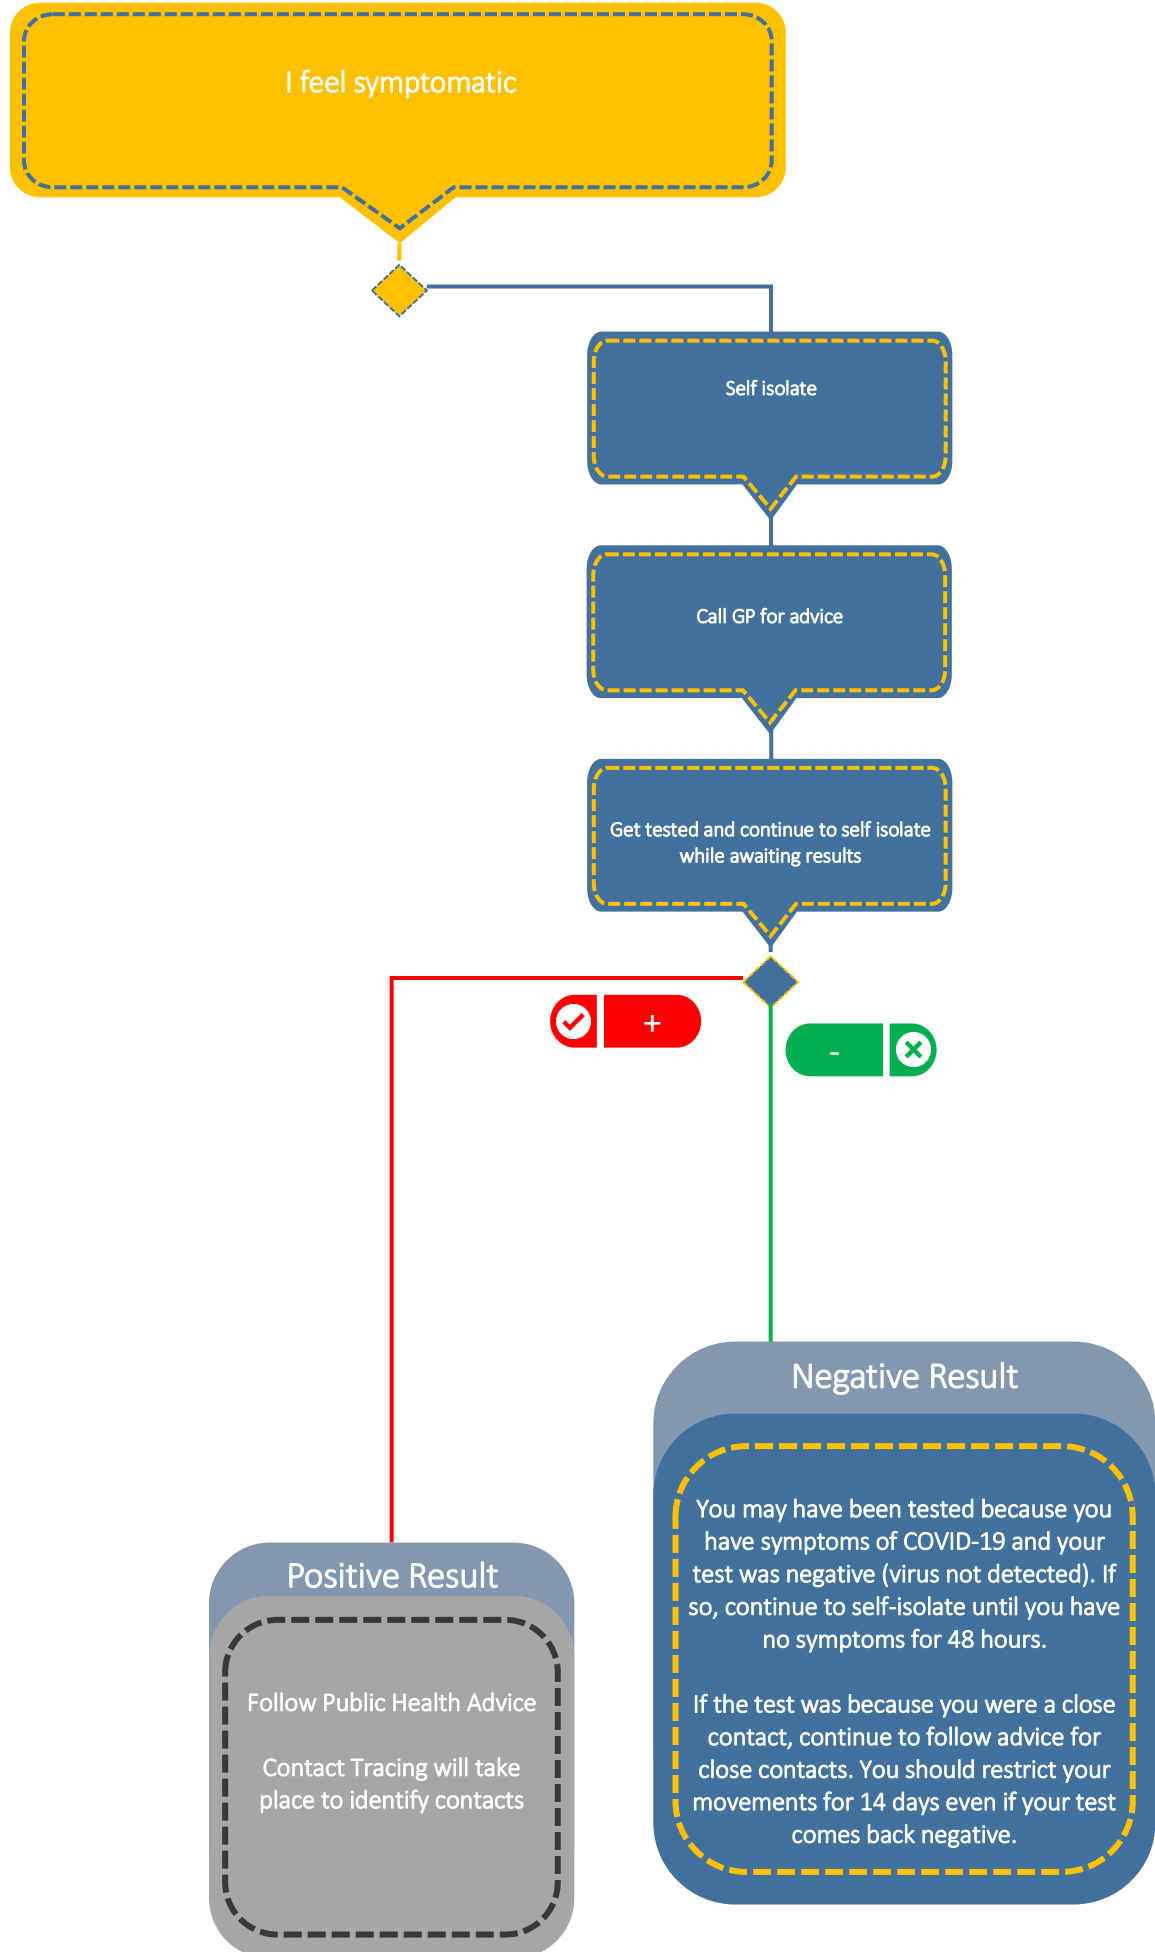 I feel symptomatic
Self isolate
Call GP for advice
Get tested and continue to self isolate
while awaiting results
+
-
Negative Result
You may have been tested because you
have symptoms of COVID-19 and your
test was negative (virus not detected). If
so, continue to self-isolate until you have
no symptoms for 48 hours.
If the test was because you were a close
contact, continue to follow advice for
close contacts. You should restrict your
movements for 14 days even if your test
comes back negative.
Positive Result
Follow Public Health Advice
Contact Tracing will take
place to identify contacts